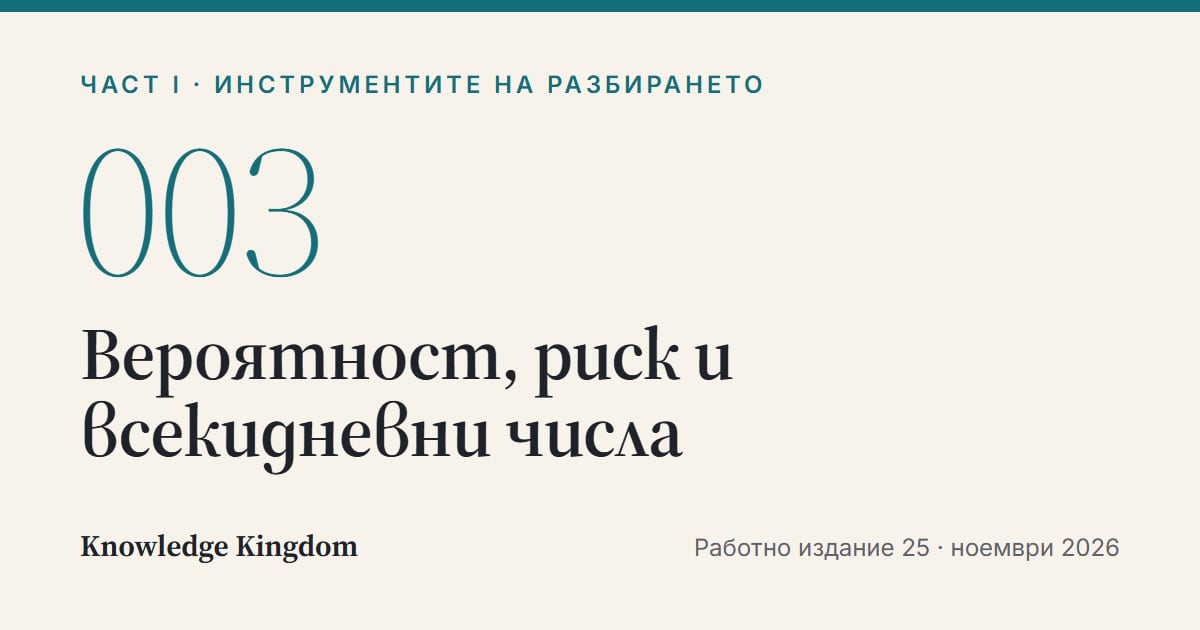 ЧАСТ I · ИНСТРУМЕНТИТЕ НА РАЗБИРАНЕТО
003
Вероятност, риск и
всекидневни числа
Knowledge Kingdom
Работно издание 25 · ноември 2026